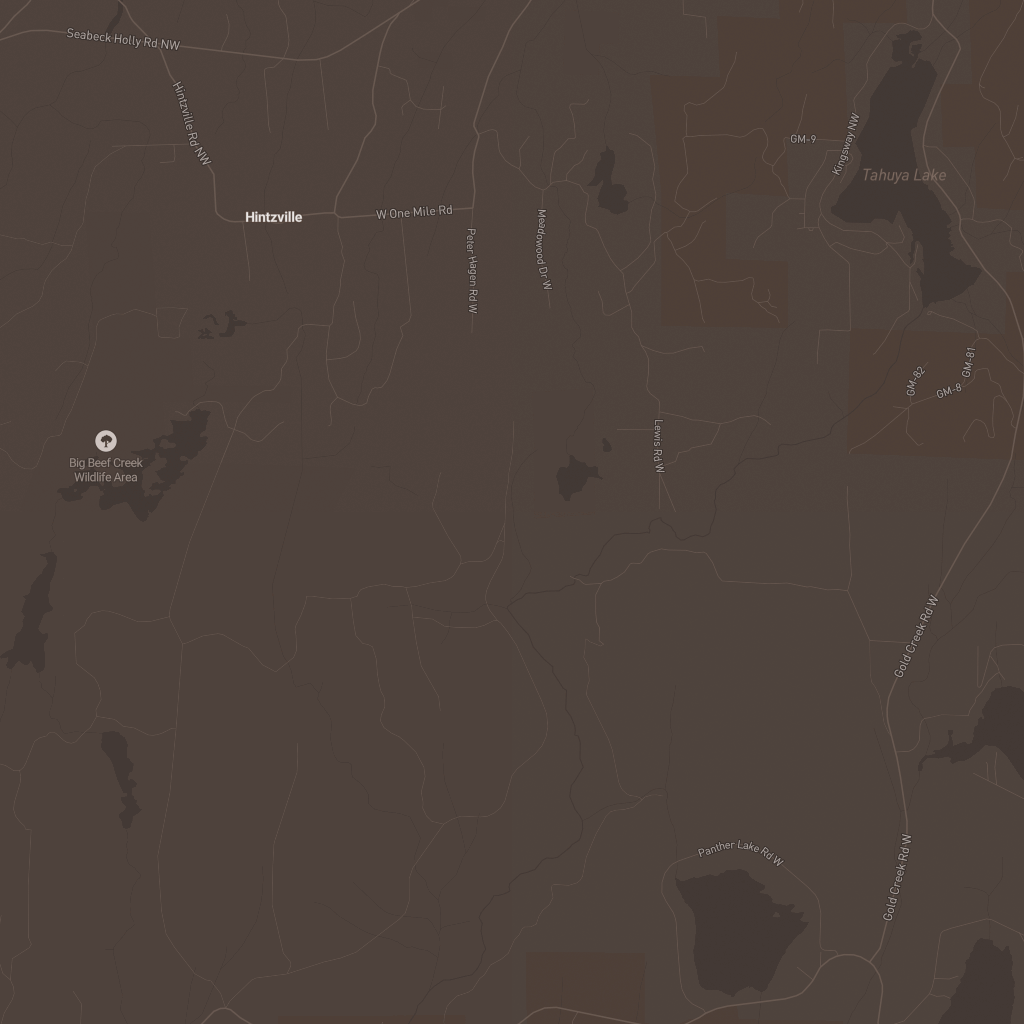 Seabeck Holly Rd NW
Hintzville Rd NW
GM-9
Kingsway NW
Tahuya Lake
Hintzville
W One Mile Rd
Peter Hagen Rd W
Meadowood Dr W
GM-81
GM-82
GM-8
Lewis Rd W
Big Beef Creek
Wildlife Area
Gold Creek Rd W
Panther Lake Rd W
Gold Creek Rd W